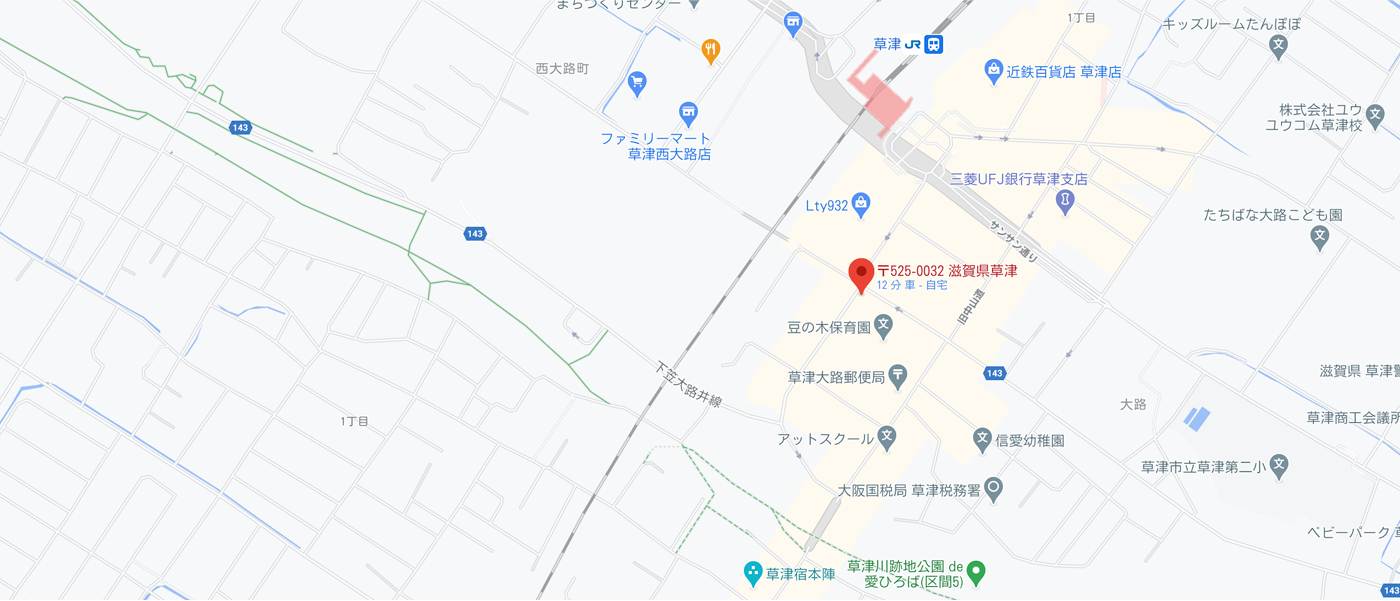 まちづくりセンター
1丁目
キッズルームたんぽぽ
草津 JR
西大路町
近鉄百貨店 草津店
株式会社ユウ
ユウコム草津校
143
ファミリーマート
草津西大路店
三菱UFJ銀行草津支店
Lty932
たちばな大路こども園
サンサン通り
143
〒525-0032 滋賀県草津
12 分 車 - 自宅
旧中山道
豆の木保育園
下笠大路井線
草津大路郵便局
143
滋賀県 草津警
大路
1丁目
草津商工会議所
アットスクール
信愛幼稚園
草津市立草津第二小
大阪国税局 草津税務署
ベビーパーク 草
草津宿本陣
草津川跡地公園 de
愛ひろば(区間5)
143